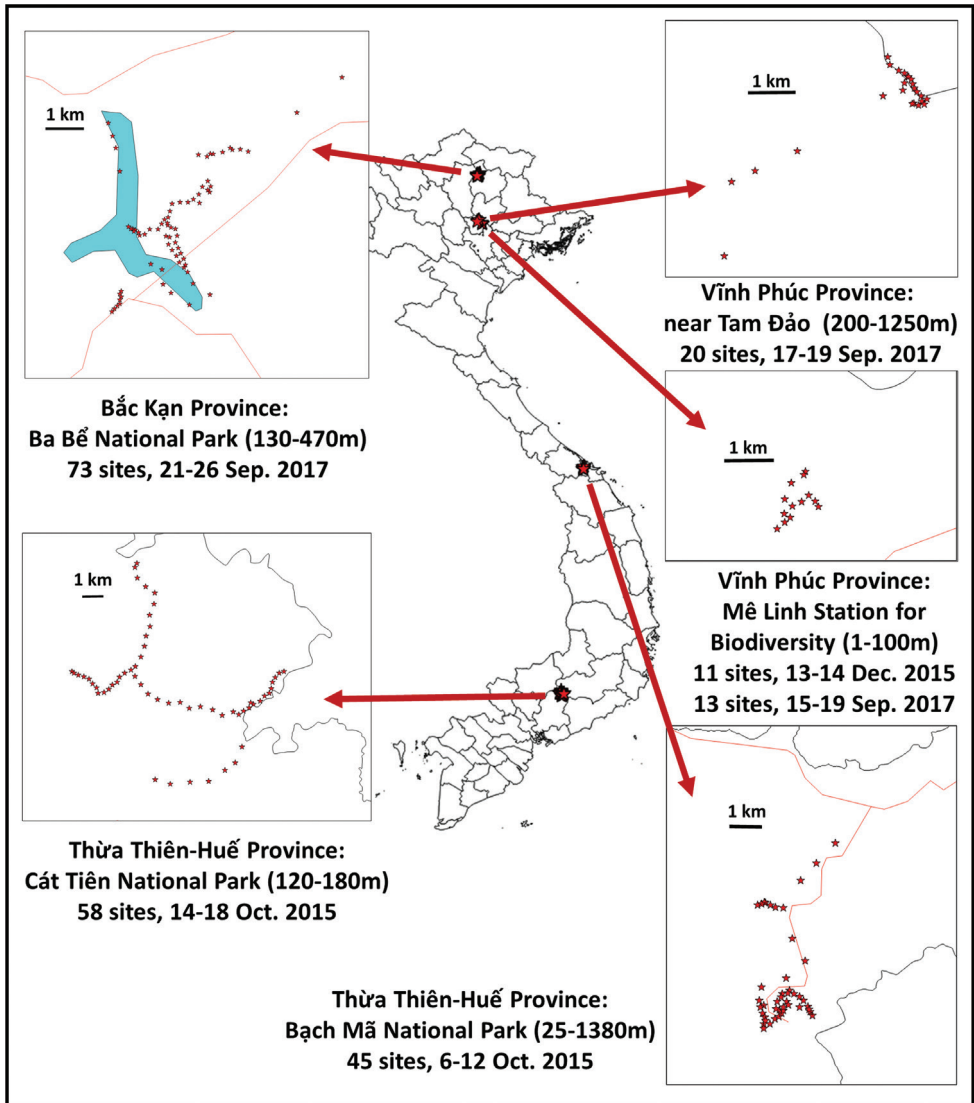 1 km
Bắc Kạn Province:
Ba Bể National Park (130-470m)
73 sites, 21-26 Sep. 2017
1 km
Vĩnh Phúc Province:
near Tam Đảo (200-1250m)
20 sites, 17-19 Sep. 2017
1 km
Vĩnh Phúc Province:
Mê Linh Station for
Biodiversity (1-100m)
11 sites, 13-14 Dec. 2015
13 sites, 15-19 Sep. 2017
1 km
Thừa Thiên-Huế Province:
Cát Tiên National Park (120-180m)
58 sites, 14-18 Oct. 2015
1 km
Thừa Thiên-Huế Province:
Bạch Mã National Park (25-1380m)
45 sites, 6-12 Oct. 2015